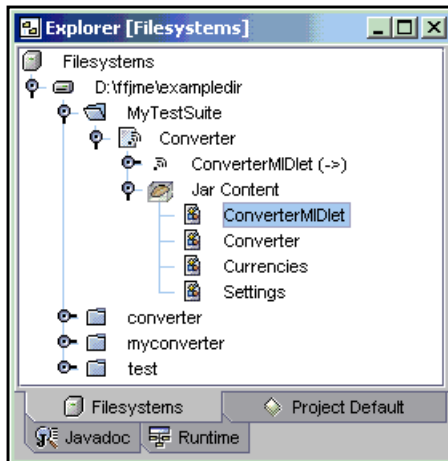 Explorer [Filesystems]
Filesystems
D:\ffjme\exampledir
MyTestSuite
Converter
ConverterMIDlet (->)
Jar Content
ConverterMIDlet
Converter
Currencies
Settings
converter
myconverter
test
Filesystems
Project Default
Javadoc
Runtime